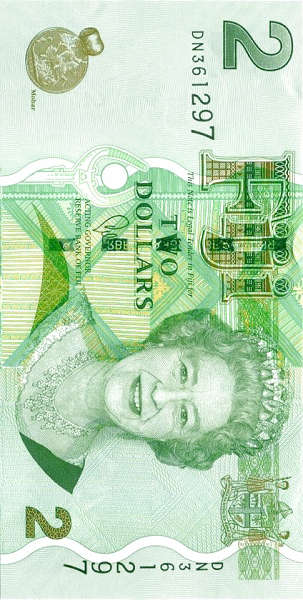 2
DN361297
FIJI
This Note is Legal Tender in Fiji for
TWO
DOLLARS
ACTING GOVERNOR
RESERVE BANK OF FIJI
Mobar
2
DN361297